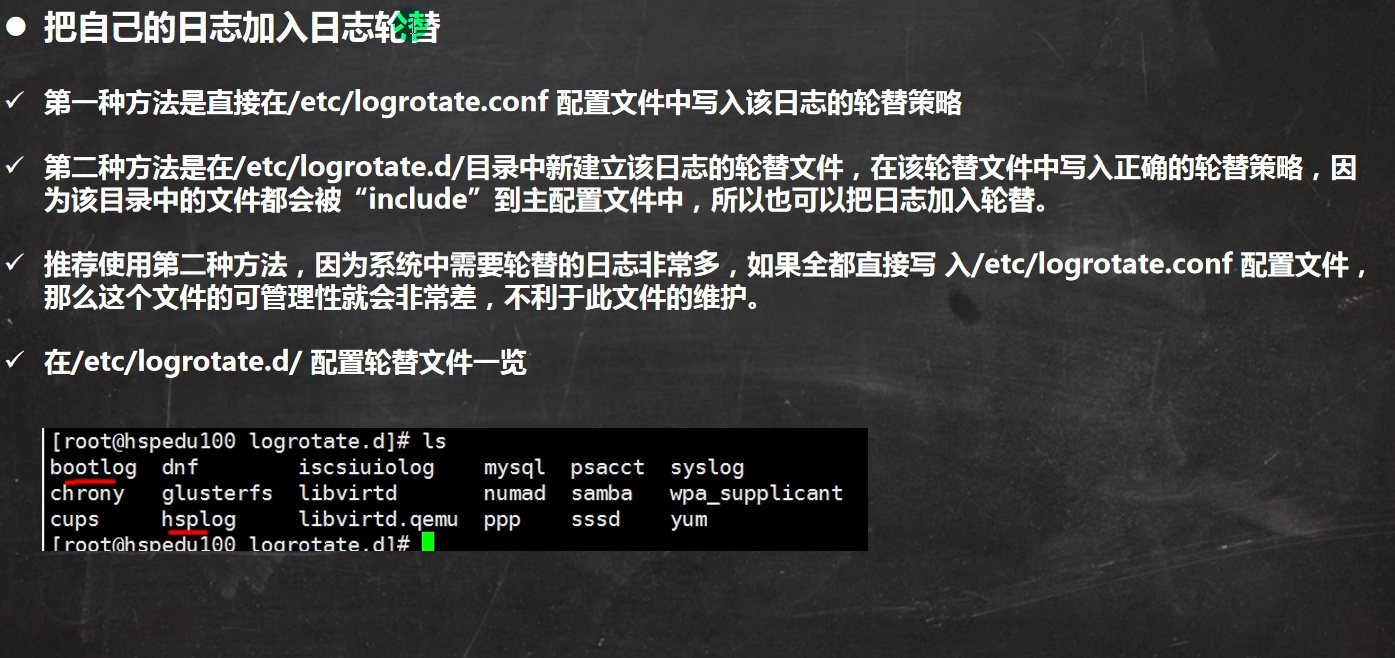 把自己的日志加入日志轮替
第一种方法是直接在/etc/logrotate.conf 配置文件中写入该日志的轮替策略
第二种方法是在/etc/logrotate.d/目录中新建立该日志的轮替文件，在该轮替文件中写入正确的轮替策略，因
为该目录中的文件都会被“include”到主配置文件中，所以也可以把日志加入轮替。
推荐使用第二种方法，因为系统中需要轮替的日志非常多，如果全都直接写 入/etc/logrotate.conf 配置文件，
那么这个文件的可管理性就会非常差，不利于此文件的维护。
在/etc/logrotate.d/ 配置轮替文件一览
[root@hspedu100 logrotate.d]# ls
bootlog dnf iscsiuiolog mysql psacct syslog
chrony glusterfs libvirtd numad samba wpa_supplicant
cups hsplog libvirtd.qemu ppp sssd yum
[root@hspedu100 logrotate.d]#